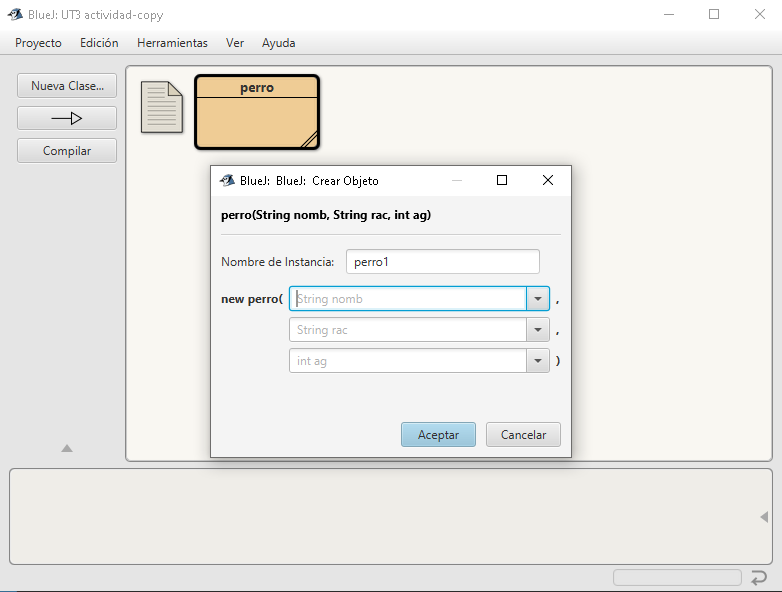 BlueJ: UT3 actividad-copy
Proyecto Edición Herramientas Ver Ayuda
Nueva Clase...
Compilar
perro
BlueJ: BlueJ: Crear Objeto
perro(String nomb, String rac, int ag)
Nombre de Instancia: perro1
new perro( String nomb ,
String rac ,
int ag )
Aceptar Cancelar